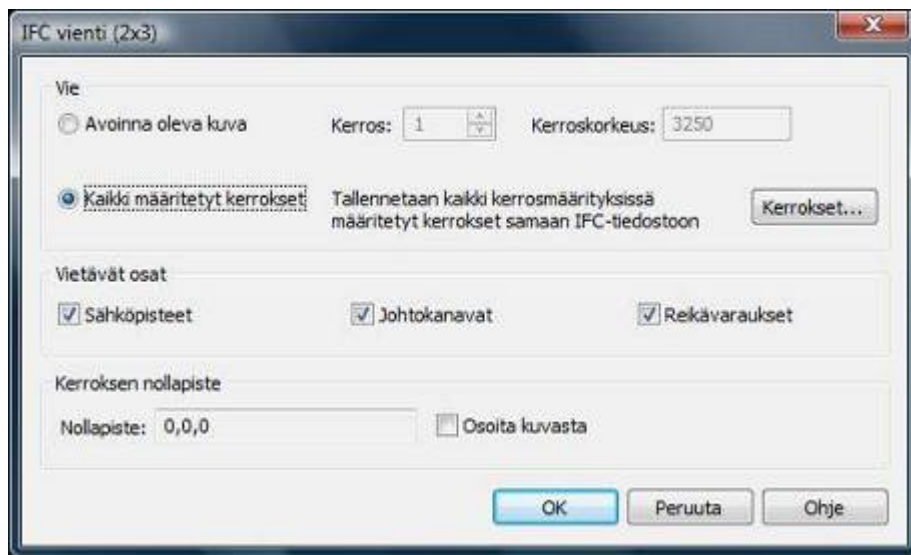 IFC vienti (2x3)
Vie
Avoinna oleva kuva Kerros: 1 Kerroskorkeus: 3250
Kaikki määritetyt kerrokset Tallennetaan kaikki kerrosmäärityksissä
määritetyt kerrokset samaan IFC-tiedostoon Kerrokset...
Vietävät osat
Sähköpisteet Johtokanavat Reikävaraukset
Kerroksen nollapiste
Nollapiste: 0,0,0 Osoita kuvasta
OK Peruuta Ohje